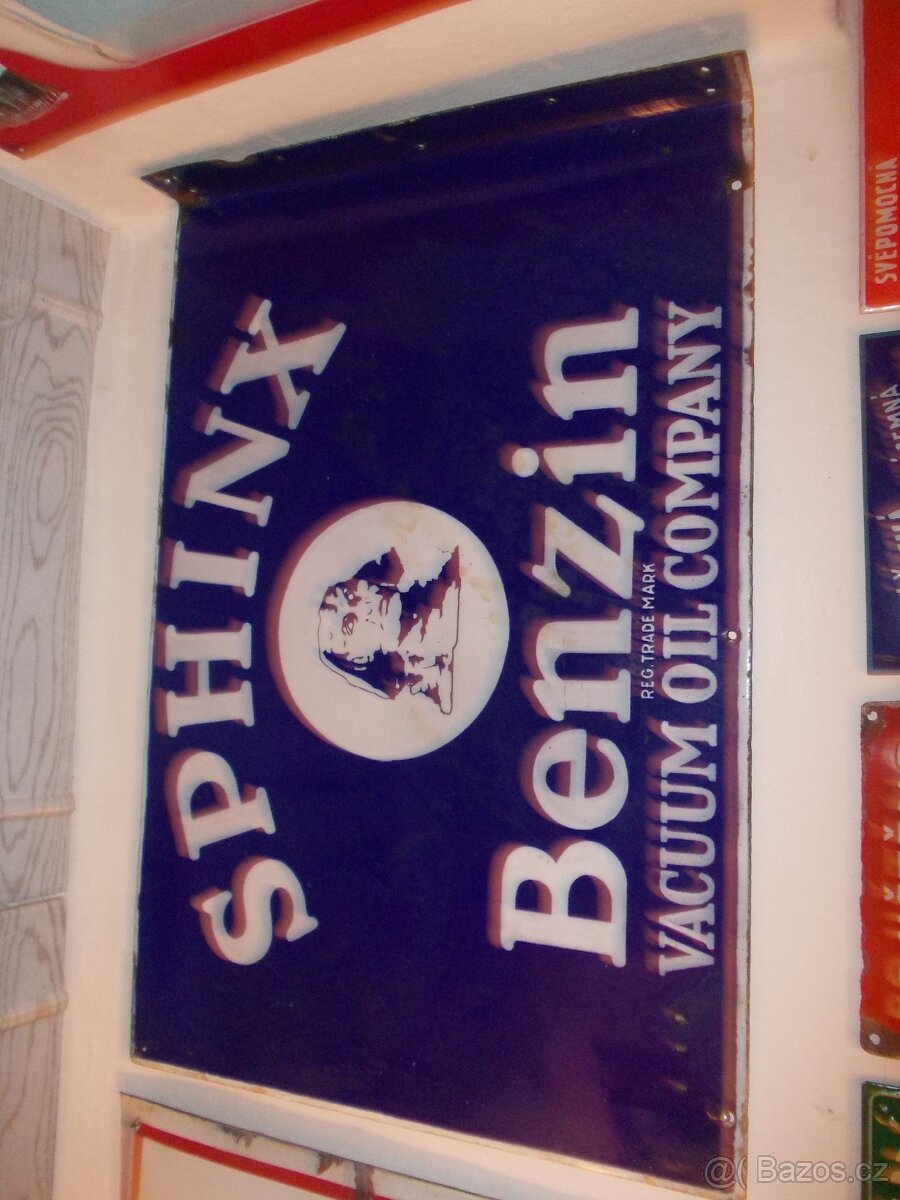 SPHINX
Benzin
REG. TRADE MARK
VACUUM OIL COMPANY
SVÉPOMOCNÁ
@( Bazos.cz